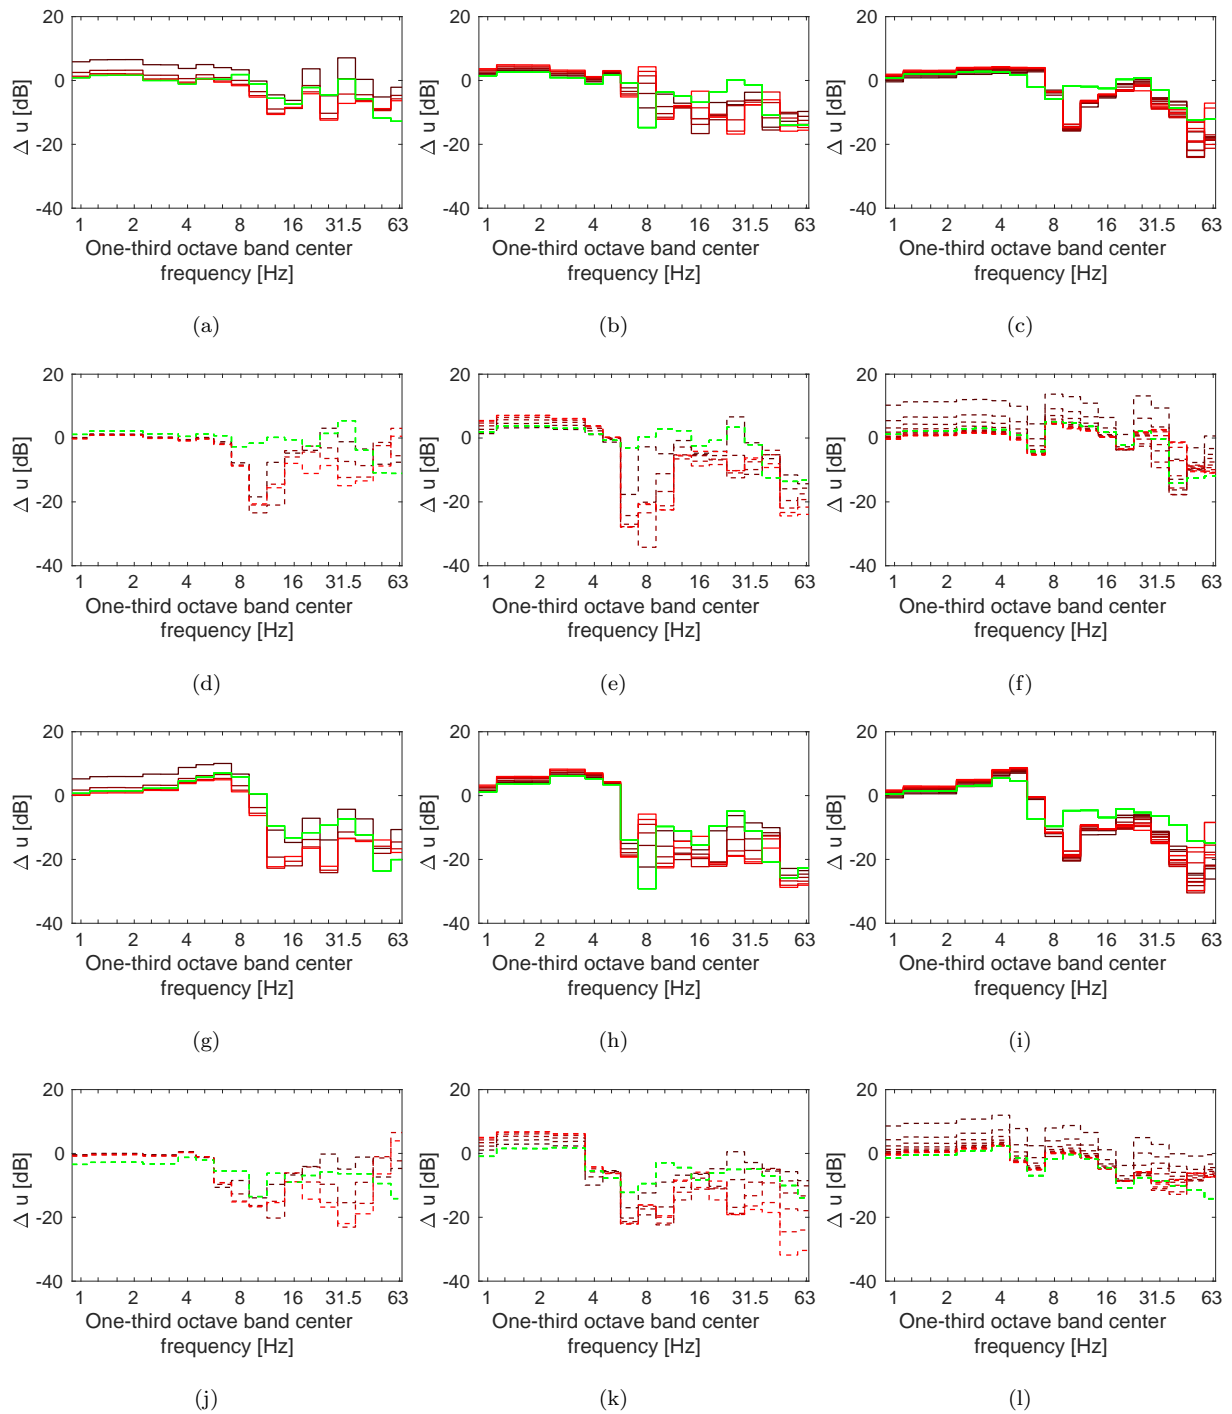 20
0
-20
-40
Δ u [dB]
1 2 4 8 16 31.5 63
One-third octave band center
frequency [Hz]
(a)
20
0
-20
-40
Δ u [dB]
1 2 4 8 16 31.5 63
One-third octave band center
frequency [Hz]
(b)
20
0
-20
-40
Δ u [dB]
1 2 4 8 16 31.5 63
One-third octave band center
frequency [Hz]
(c)
20
0
-20
-40
Δ u [dB]
1 2 4 8 16 31.5 63
One-third octave band center
frequency [Hz]
(d)
20
0
-20
-40
Δ u [dB]
1 2 4 8 16 31.5 63
One-third octave band center
frequency [Hz]
(e)
20
0
-20
-40
Δ u [dB]
1 2 4 8 16 31.5 63
One-third octave band center
frequency [Hz]
(f)
20
0
-20
-40
Δ u [dB]
1 2 4 8 16 31.5 63
One-third octave band center
frequency [Hz]
(g)
20
0
-20
-40
Δ u [dB]
1 2 4 8 16 31.5 63
One-third octave band center
frequency [Hz]
(h)
20
0
-20
-40
Δ u [dB]
1 2 4 8 16 31.5 63
One-third octave band center
frequency [Hz]
(i)
20
0
-20
-40
Δ u [dB]
1 2 4 8 16 31.5 63
One-third octave band center
frequency [Hz]
(j)
20
0
-20
-40
Δ u [dB]
1 2 4 8 16 31.5 63
One-third octave band center
frequency [Hz]
(k)
20
0
-20
-40
Δ u [dB]
1 2 4 8 16 31.5 63
One-third octave band center
frequency [Hz]
(l)